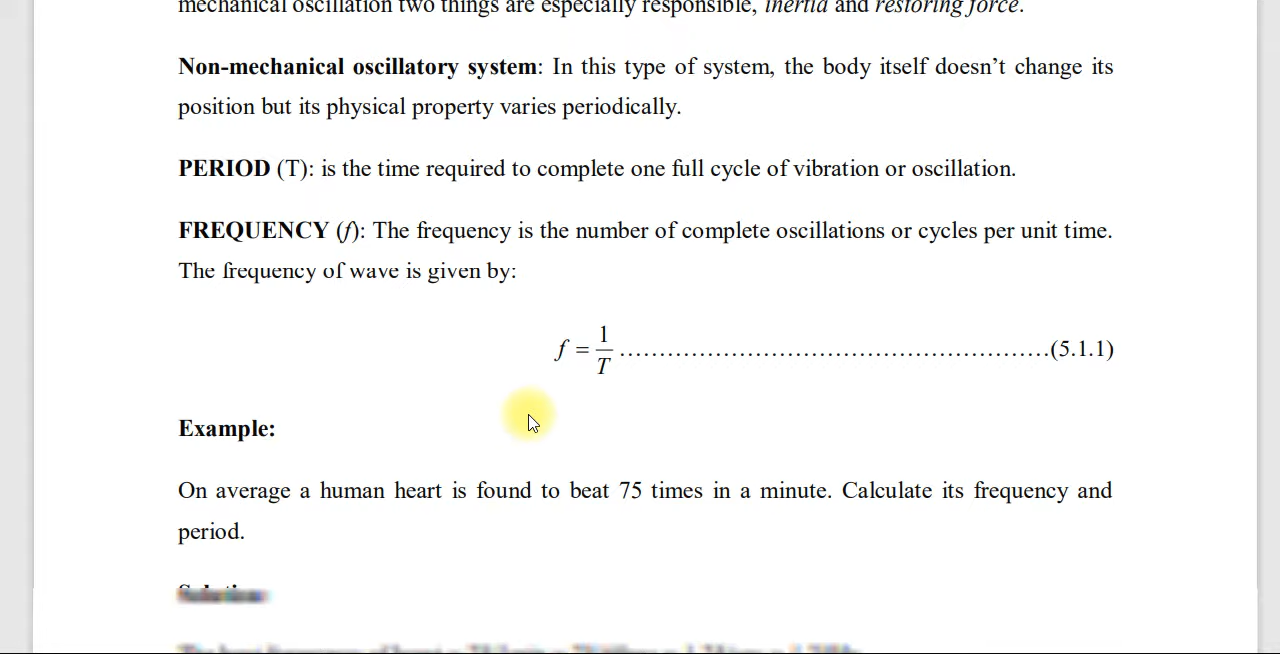 mechanical oscillation two things are especially responsible, inertia and restoring force.
Non-mechanical oscillatory system: In this type of system, the body itself doesn’t change its
position but its physical property varies periodically.
PERIOD (T): is the time required to complete one full cycle of vibration or oscillation.
FREQUENCY (f): The frequency is the number of complete oscillations or cycles per unit time.
The frequency of wave is given by:
f = 1/T ………………………………………………(5.1.1)
Example:
On average a human heart is found to beat 75 times in a minute. Calculate its frequency and
period.
Solution: